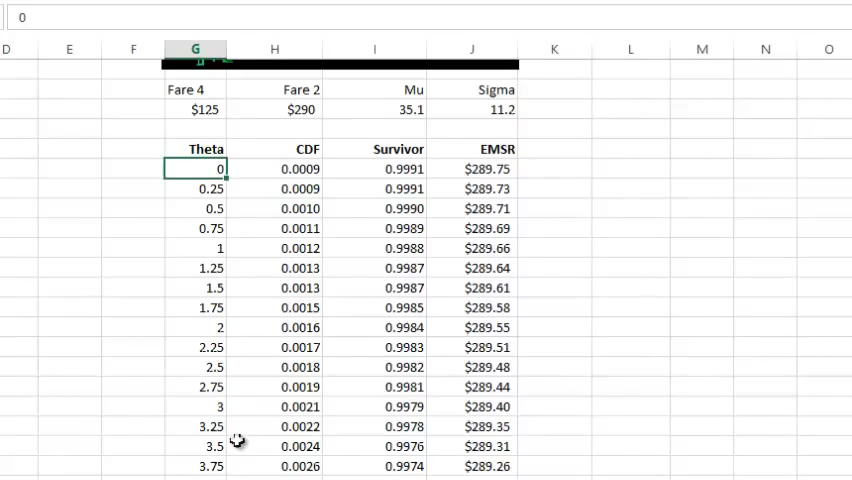 0
D E F G H I J K L M N O
Fare 4 Fare 2 Mu Sigma
$125 $290 35.1 11.2
Theta CDF Survivor EMSR
0 0.0009 0.9991 $289.75
0.25 0.0009 0.9991 $289.73
0.5 0.0010 0.9990 $289.71
0.75 0.0011 0.9989 $289.69
1 0.0012 0.9988 $289.66
1.25 0.0013 0.9987 $289.64
1.5 0.0013 0.9987 $289.61
1.75 0.0015 0.9985 $289.58
2 0.0016 0.9984 $289.55
2.25 0.0017 0.9983 $289.51
2.5 0.0018 0.9982 $289.48
2.75 0.0019 0.9981 $289.44
3 0.0021 0.9979 $289.40
3.25 0.0022 0.9978 $289.35
3.5 0.0024 0.9976 $289.31
3.75 0.0026 0.9974 $289.26